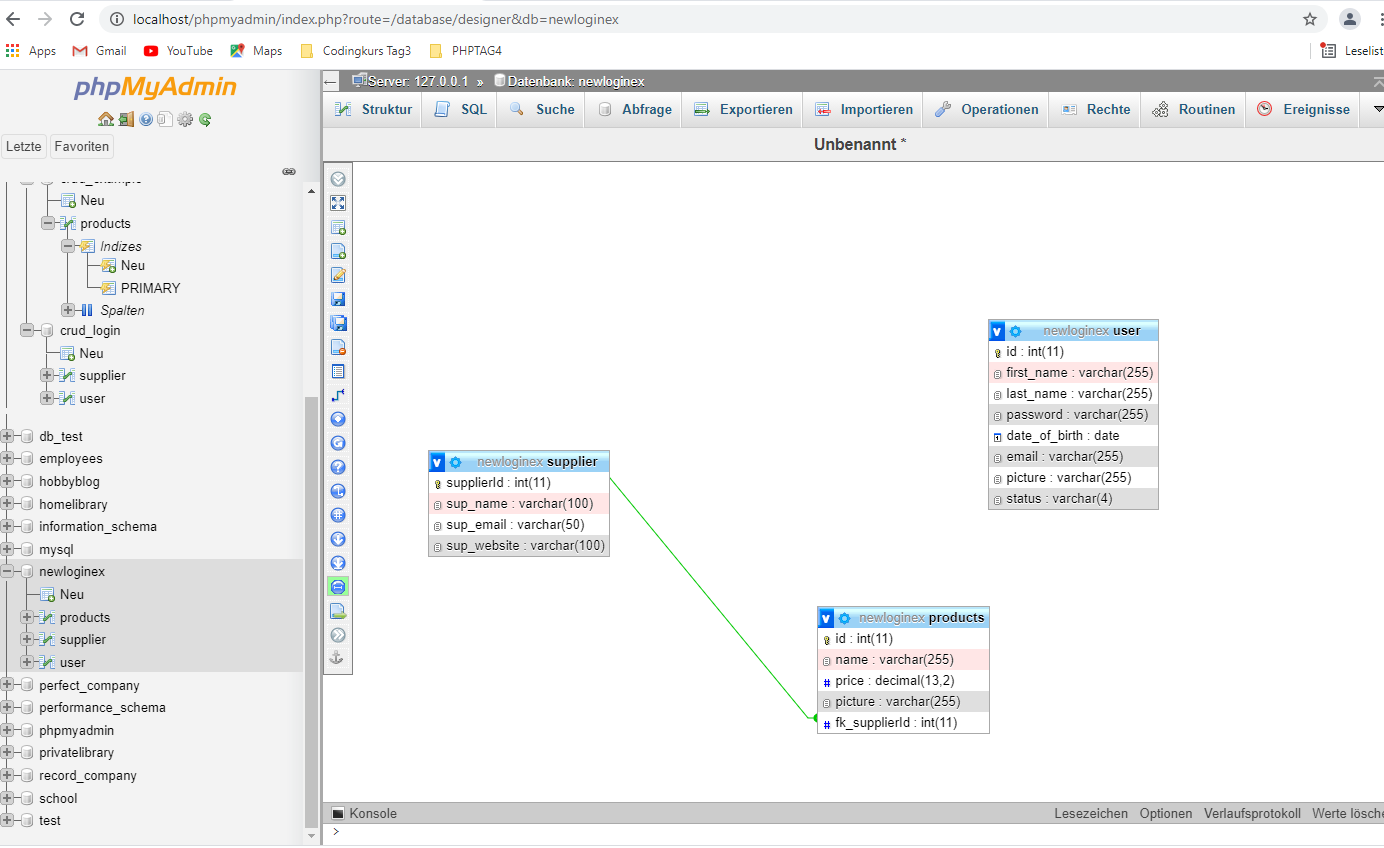 localhost/phpmyadmin/index.php?route=/database/designer&db=newloginex
Apps Gmail YouTube Maps Codingkurs Tag3 PHPTAG4 Leselist
phpMyAdmin
Letzte Favoriten
crud_example
Neu
products
Indizes
Neu
PRIMARY
Spalten
crud_login
Neu
supplier
user
db_test
employees
hobbyblog
homelibrary
information_schema
mysql
newloginex
Neu
products
supplier
user
perfect_company
performance_schema
phpmyadmin
privatelibrary
record_company
school
test
Server: 127.0.0.1 » Datenbank: newloginex
Struktur SQL Suche Abfrage Exportieren Importieren Operationen Rechte Routinen Ereignisse
Unbenannt *
v newloginex user
id : int(11)
first_name : varchar(255)
last_name : varchar(255)
password : varchar(255)
date_of_birth : date
email : varchar(255)
picture : varchar(255)
status : varchar(4)
v newloginex supplier
supplierId : int(11)
sup_name : varchar(100)
sup_email : varchar(50)
sup_website : varchar(100)
v newloginex products
id : int(11)
name : varchar(255)
# price : decimal(13,2)
picture : varchar(255)
# fk_supplierId : int(11)
Konsole Lesezeichen Optionen Verlaufsprotokoll Werte lösche
>